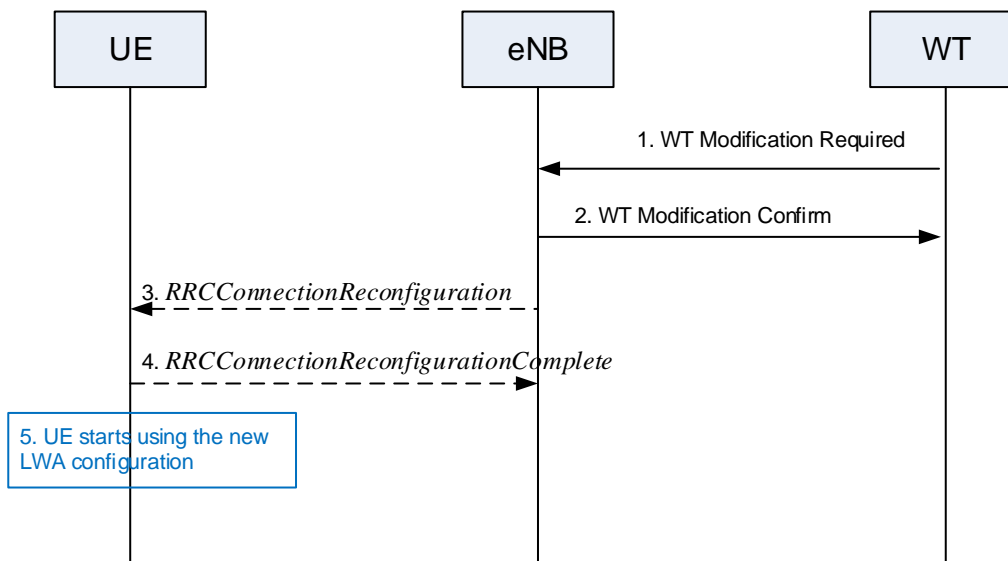 UE
eNB
WT
1. WT Modification Required
2. WT Modification Confirm
3. RRCConnectionReconfiguration
4. RRCConnectionReconfigurationComplete
5. UE starts using the new
LWA configuration